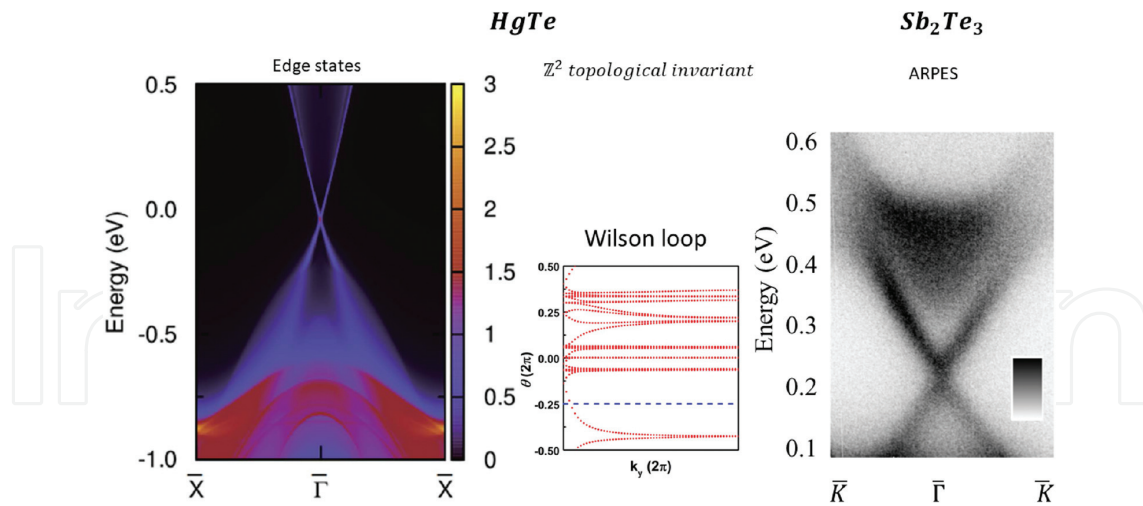 HgTe
Sb₂Te₃
Edge states
ℤ² topological invariant
ARPES
0.5
0.0
-0.5
-1.0
Energy (eV)
X̅
Γ̅
X̅
3
2.5
2
1.5
1
0.5
0
Wilson loop
0.50
0.25
0.00
-0.25
-0.50
θ (2π)
k_y (2π)
0.6
0.5
0.4
0.3
0.2
0.1
Energy (eV)
K̅
Γ̅
K̅